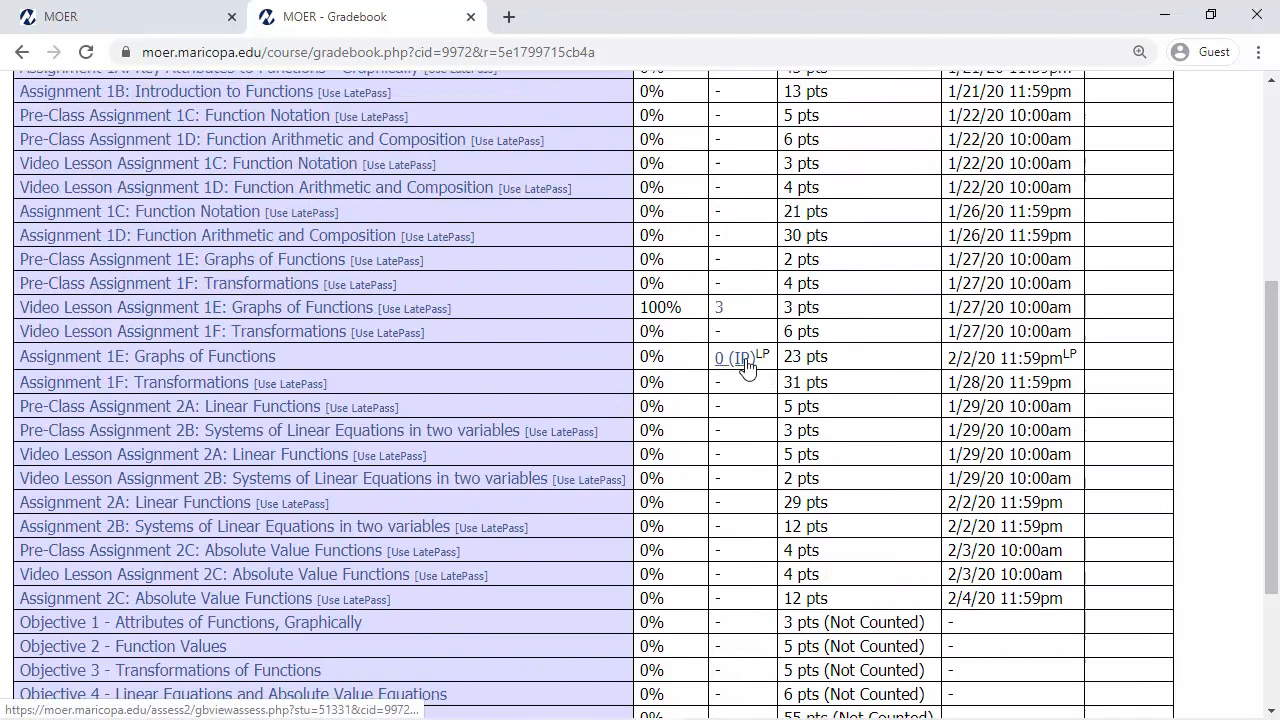 MOER
MOER - Gradebook
moer.maricopa.edu/course/gradebook.php?cid=9972&r=5e1799715cb4a
Guest
Assignment 1A: Key Attributes to Functions - Graphically [Use LatePass] 0% 1/21/20 11:59pm
Assignment 1B: Introduction to Functions [Use LatePass] 0% - 13 pts 1/21/20 11:59pm
Pre-Class Assignment 1C: Function Notation [Use LatePass] 0% - 5 pts 1/22/20 10:00am
Pre-Class Assignment 1D: Function Arithmetic and Composition [Use LatePass] 0% - 6 pts 1/22/20 10:00am
Video Lesson Assignment 1C: Function Notation [Use LatePass] 0% - 3 pts 1/22/20 10:00am
Video Lesson Assignment 1D: Function Arithmetic and Composition [Use LatePass] 0% - 4 pts 1/22/20 10:00am
Assignment 1C: Function Notation [Use LatePass] 0% - 21 pts 1/26/20 11:59pm
Assignment 1D: Function Arithmetic and Composition [Use LatePass] 0% - 30 pts 1/26/20 11:59pm
Pre-Class Assignment 1E: Graphs of Functions [Use LatePass] 0% - 2 pts 1/27/20 10:00am
Pre-Class Assignment 1F: Transformations [Use LatePass] 0% - 4 pts 1/27/20 10:00am
Video Lesson Assignment 1E: Graphs of Functions [Use LatePass] 100% 3 3 pts 1/27/20 10:00am
Video Lesson Assignment 1F: Transformations [Use LatePass] 0% - 6 pts 1/27/20 10:00am
Assignment 1E: Graphs of Functions 0% 0 (IP)LP 23 pts 2/2/20 11:59pmLP
Assignment 1F: Transformations [Use LatePass] 0% - 31 pts 1/28/20 11:59pm
Pre-Class Assignment 2A: Linear Functions [Use LatePass] 0% - 5 pts 1/29/20 10:00am
Pre-Class Assignment 2B: Systems of Linear Equations in two variables [Use LatePass] 0% - 3 pts 1/29/20 10:00am
Video Lesson Assignment 2A: Linear Functions [Use LatePass] 0% - 5 pts 1/29/20 10:00am
Video Lesson Assignment 2B: Systems of Linear Equations in two variables [Use LatePass] 0% - 2 pts 1/29/20 10:00am
Assignment 2A: Linear Functions [Use LatePass] 0% - 29 pts 2/2/20 11:59pm
Assignment 2B: Systems of Linear Equations in two variables [Use LatePass] 0% - 12 pts 2/2/20 11:59pm
Pre-Class Assignment 2C: Absolute Value Functions [Use LatePass] 0% - 4 pts 2/3/20 10:00am
Video Lesson Assignment 2C: Absolute Value Functions [Use LatePass] 0% - 4 pts 2/3/20 10:00am
Assignment 2C: Absolute Value Functions [Use LatePass] 0% - 12 pts 2/4/20 11:59pm
Objective 1 - Attributes of Functions, Graphically 0% 3 pts (Not Counted) -
Objective 2 - Function Values 0% 5 pts (Not Counted) -
Objective 3 - Transformations of Functions 0% 5 pts (Not Counted) -
Objective 4 - Linear Equations and Absolute Value Equations 0% 6 pts (Not Counted) -
0% 55 pts (Not Counted)
https://moer.maricopa.edu/assess2/gbviewassess.php?stu=51331&cid=9972...